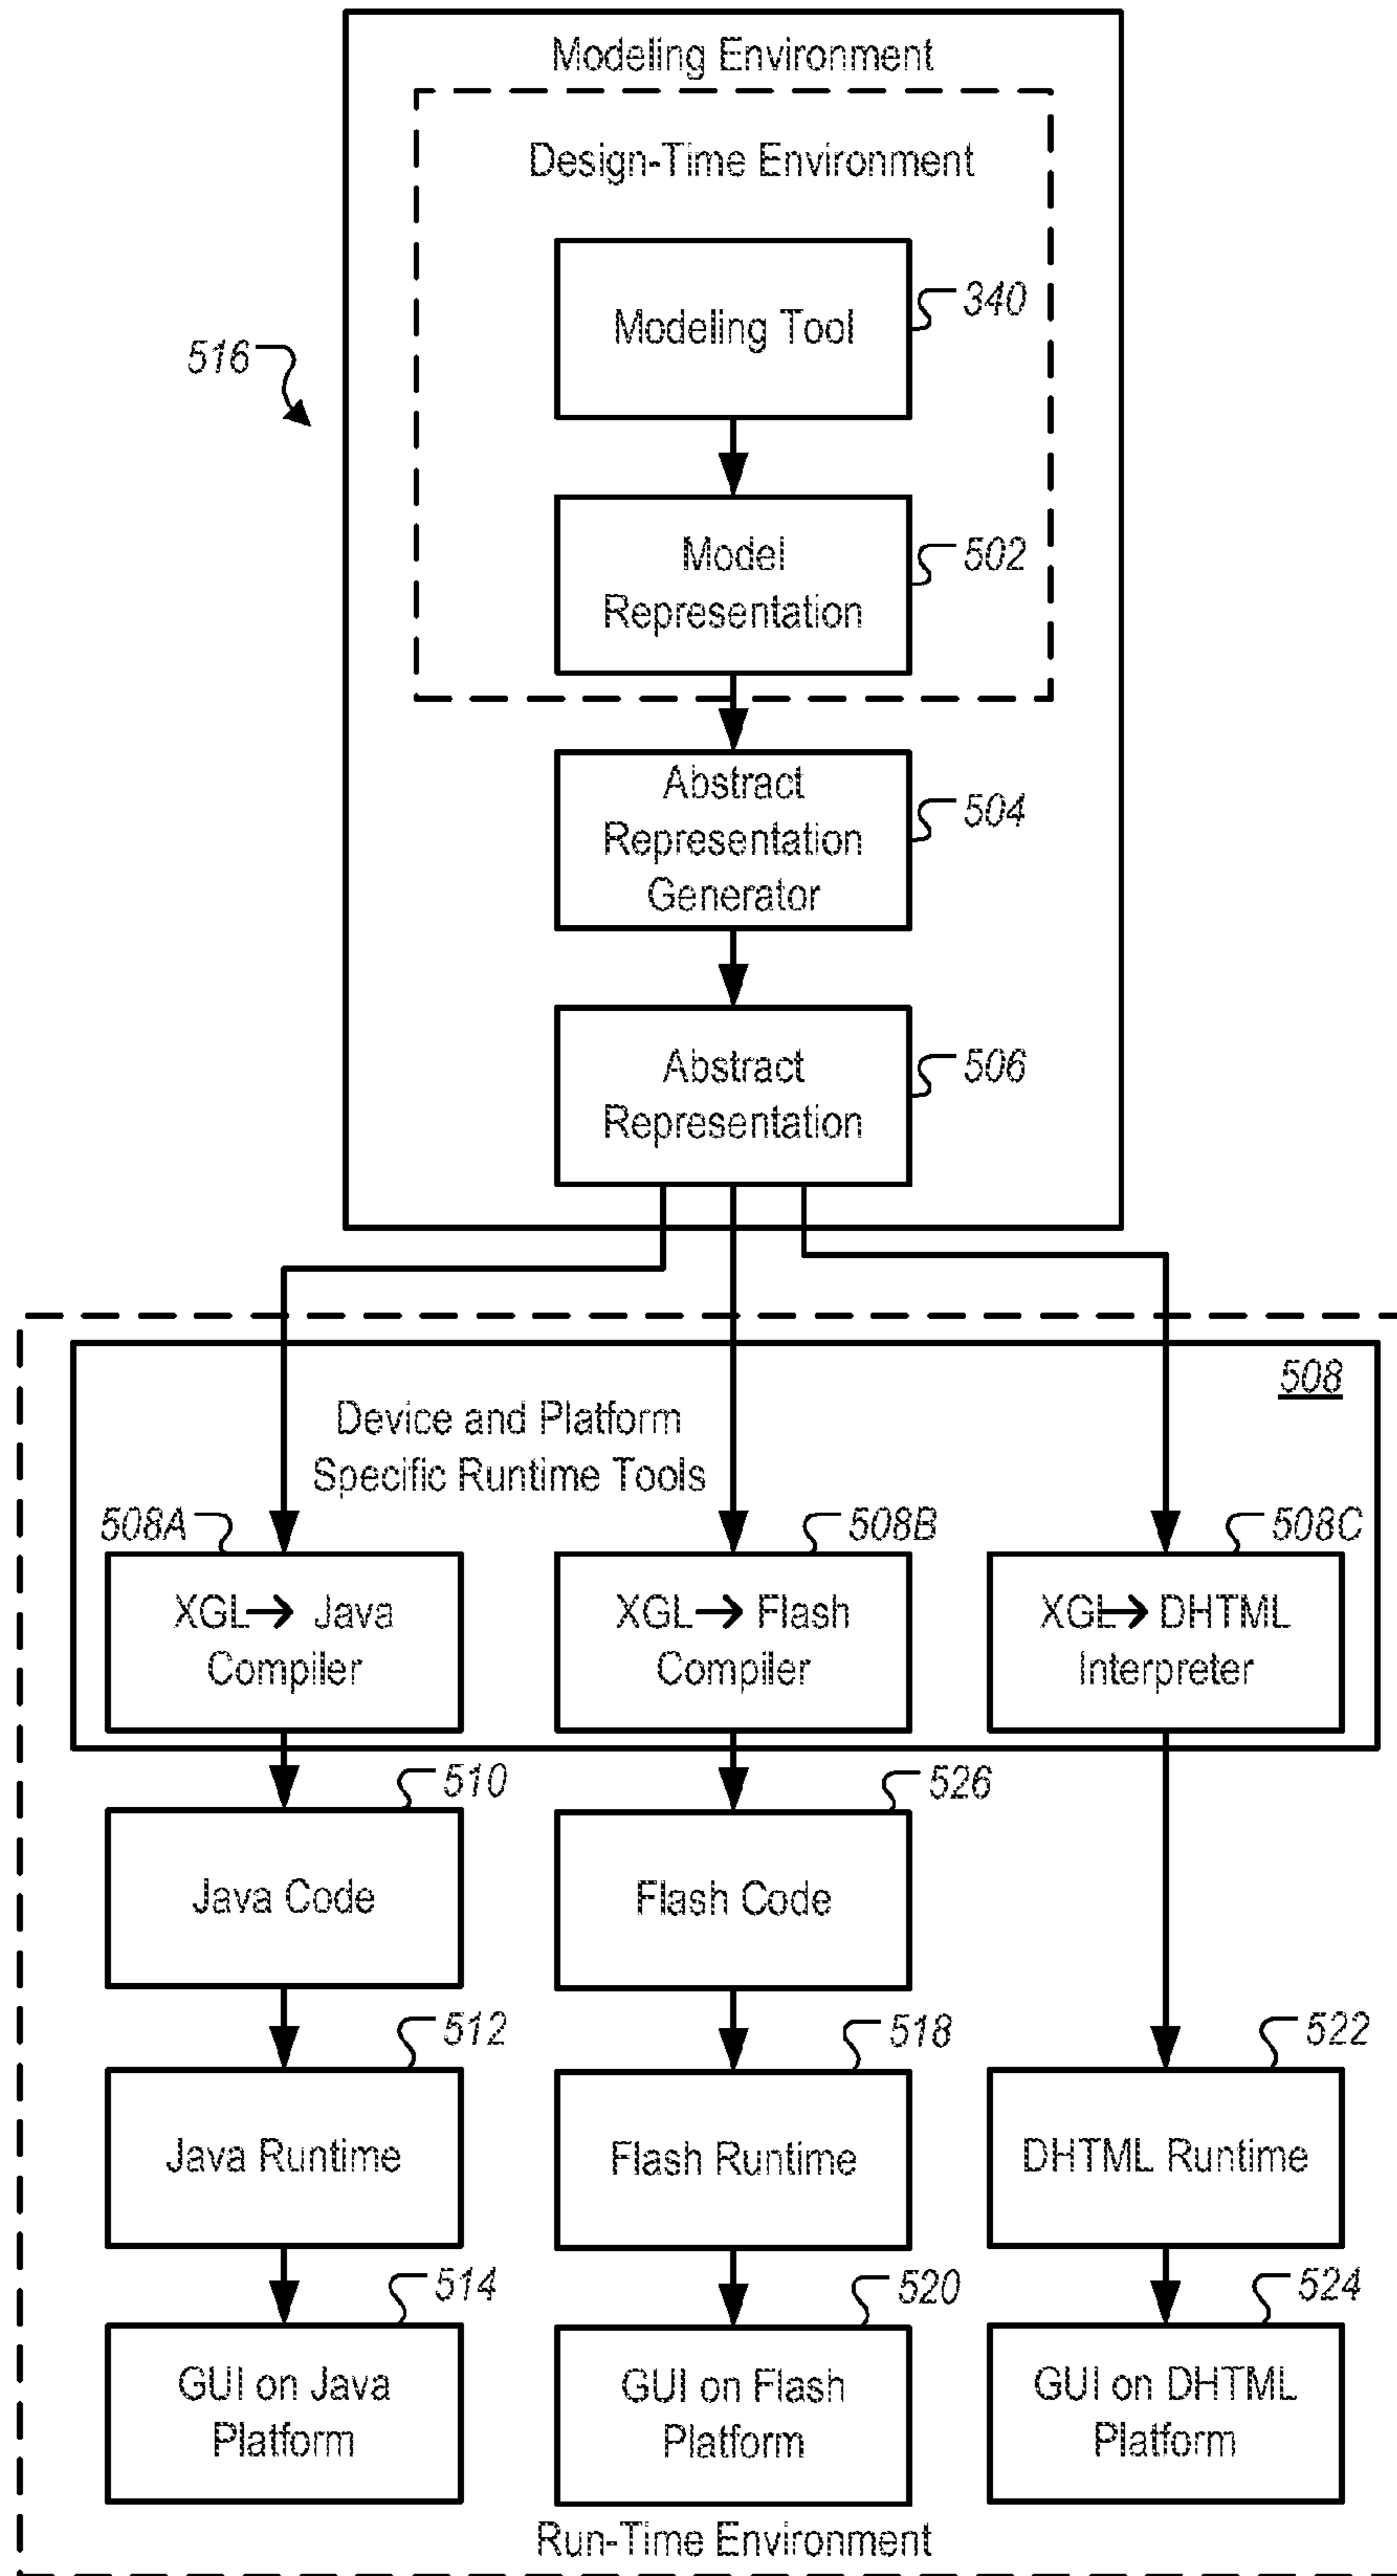 Modeling Environment
Design-Time Environment
Modeling Tool
340
516
Model
Representation
502
Abstract
Representation
Generator
504
Abstract
Representation
506
508
Device and Platform
Specific Runtime Tools
508A
508B
508C
XGL→ Java
Compiler
XGL→ Flash
Compiler
XGL→ DHTML
Interpreter
510
526
Java Code
Flash Code
512
518
522
Java Runtime
Flash Runtime
DHTML Runtime
514
520
524
GUI on Java
Platform
GUI on Flash
Platform
GUI on DHTML
Platform
Run-Time Environment